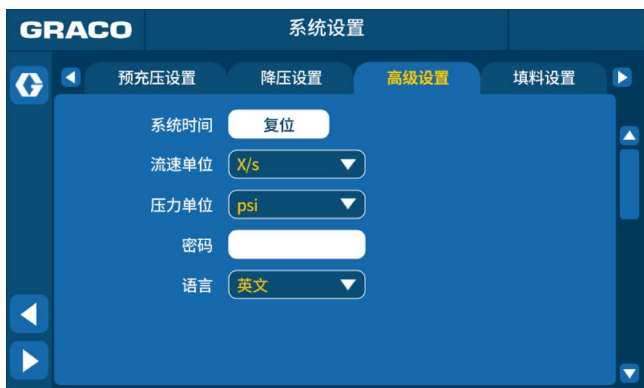 GRACO 系统设置
预充压设置 降压设置 高级设置 填料设置
系统时间 复位
流速单位 X/s
压力单位 psi
密码
语言 英文